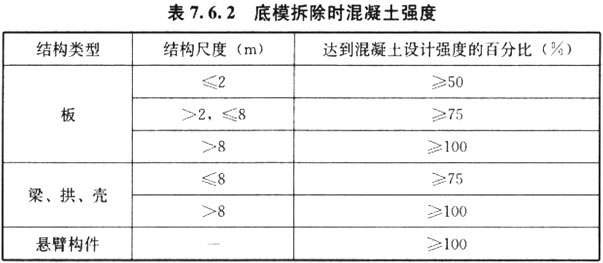 表 7.6.2 底模拆除时混凝土强度
结构类型 结构尺度（m） 达到混凝土设计强度的百分比（%）
板 ≤2 ≥50
>2，≤8 ≥75
>8 ≥100
梁、拱、壳 ≤8 ≥75
>8 ≥100
悬臂构件 — ≥100